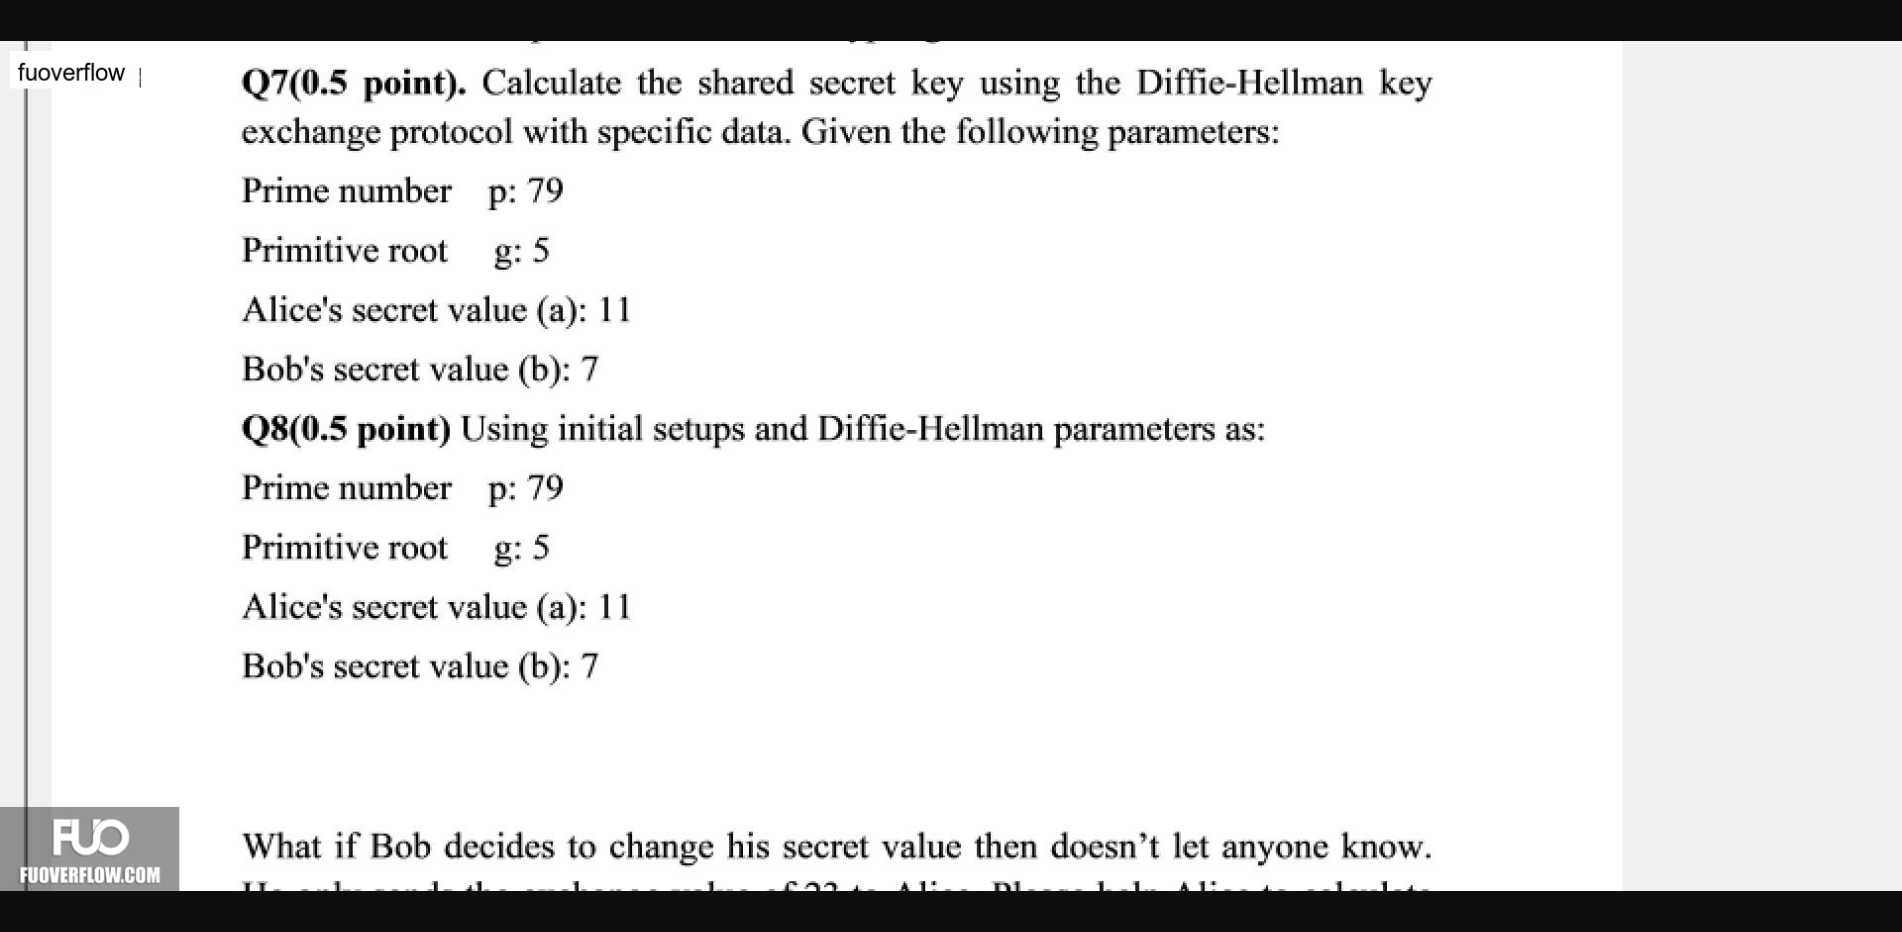 fuoverflow
Q7(0.5 point). Calculate the shared secret key using the Diffie-Hellman key
exchange protocol with specific data. Given the following parameters:
Prime number p: 79
Primitive root g: 5
Alice's secret value (a): 11
Bob's secret value (b): 7
Q8(0.5 point) Using initial setups and Diffie-Hellman parameters as:
Prime number p: 79
Primitive root g: 5
Alice's secret value (a): 11
Bob's secret value (b): 7
FUO
FUOVERFLOW.COM
What if Bob decides to change his secret value then doesn’t let anyone know.